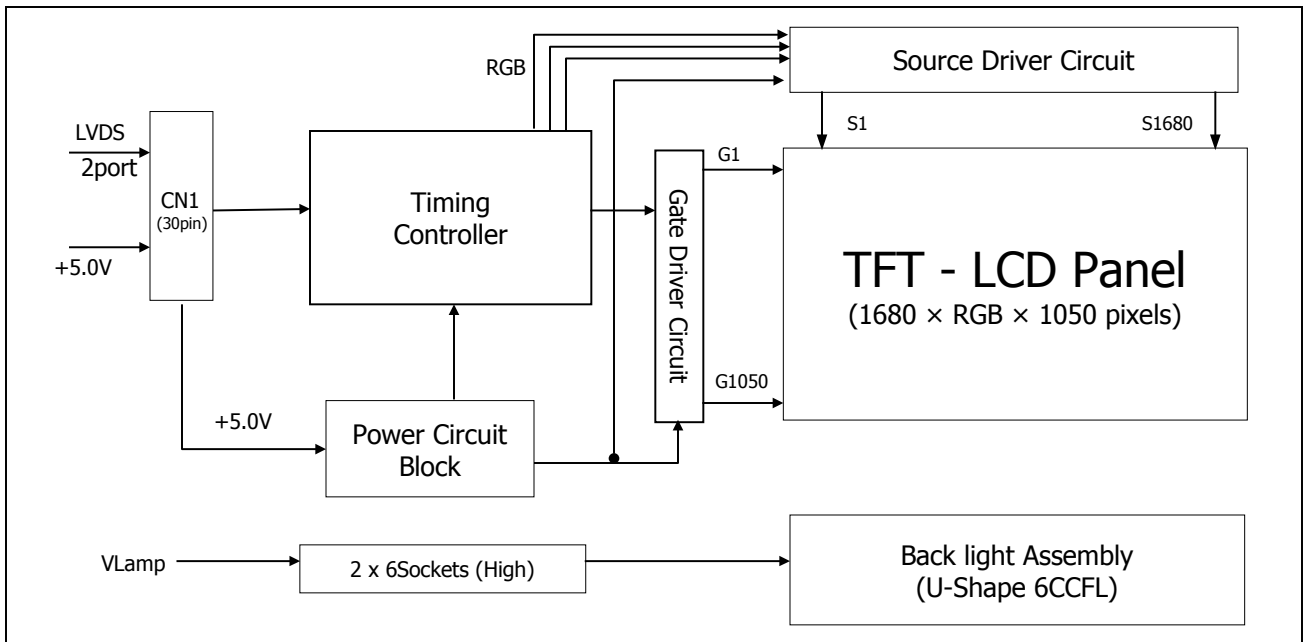 RGB
Source Driver Circuit
LVDS
2port
S1
S1680
CN1
(30pin)
Timing
Controller
Gate Driver Circuit
G1
TFT - LCD Panel
(1680 × RGB × 1050 pixels)
+5.0V
G1050
+5.0V
Power Circuit
Block
VLamp
2 x 6Sockets (High)
Back light Assembly
(U-Shape 6CCFL)